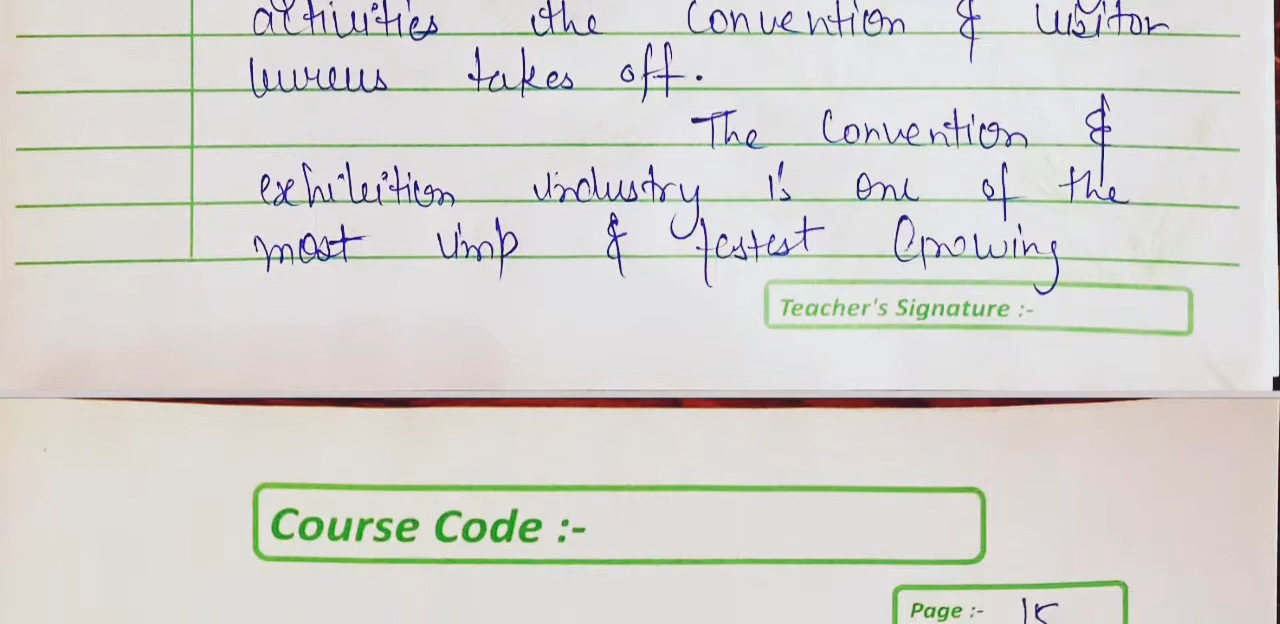 activities the Convention & visitor
bureus takes off.
The Convention &
exhibition industry is one of the
most imp & fastest Growing
Teacher's Signature :-
Course Code :-
Page :- 15